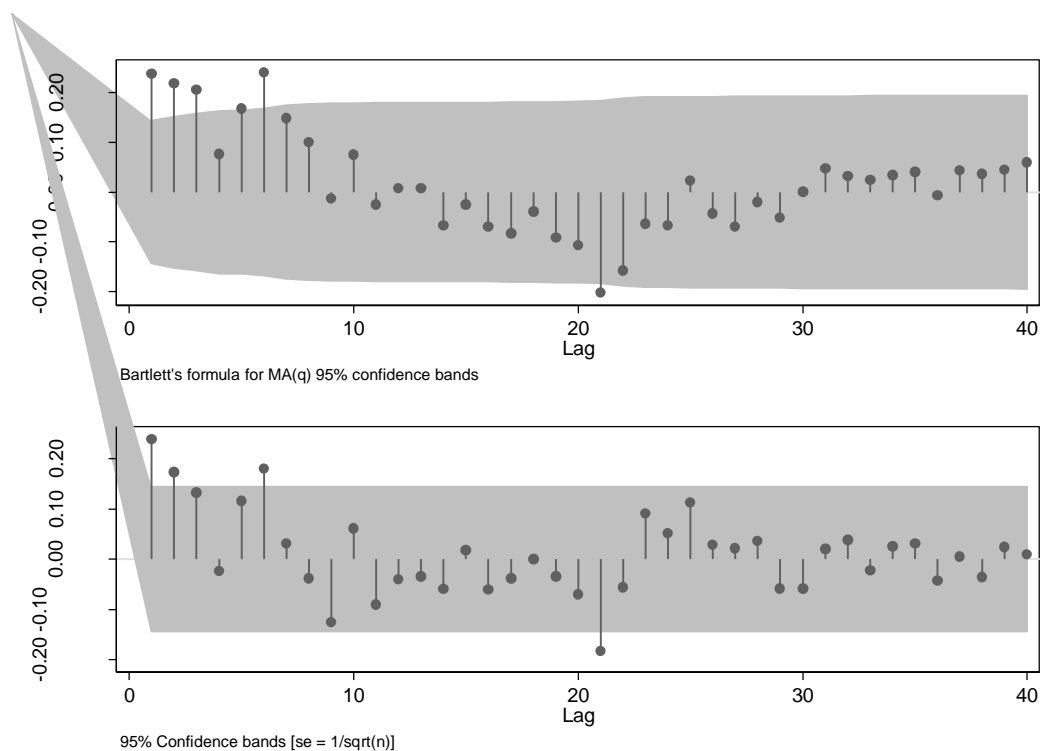 0.20
0.10
0.00
-0.10
-0.20
0 10 20 30 40
Lag
Bartlett's formula for MA(q) 95% confidence bands
0.20
0.10
0.00
-0.10
-0.20
0 10 20 30 40
Lag
95% Confidence bands [se = 1/sqrt(n)]